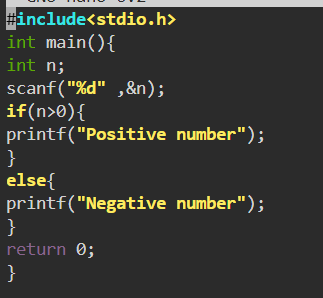 #include<stdio.h>
int main(){
int n;
scanf("%d" ,&n);
if(n>0){
printf("Positive number");
}
else{
printf("Negative number");
}
return 0;
}